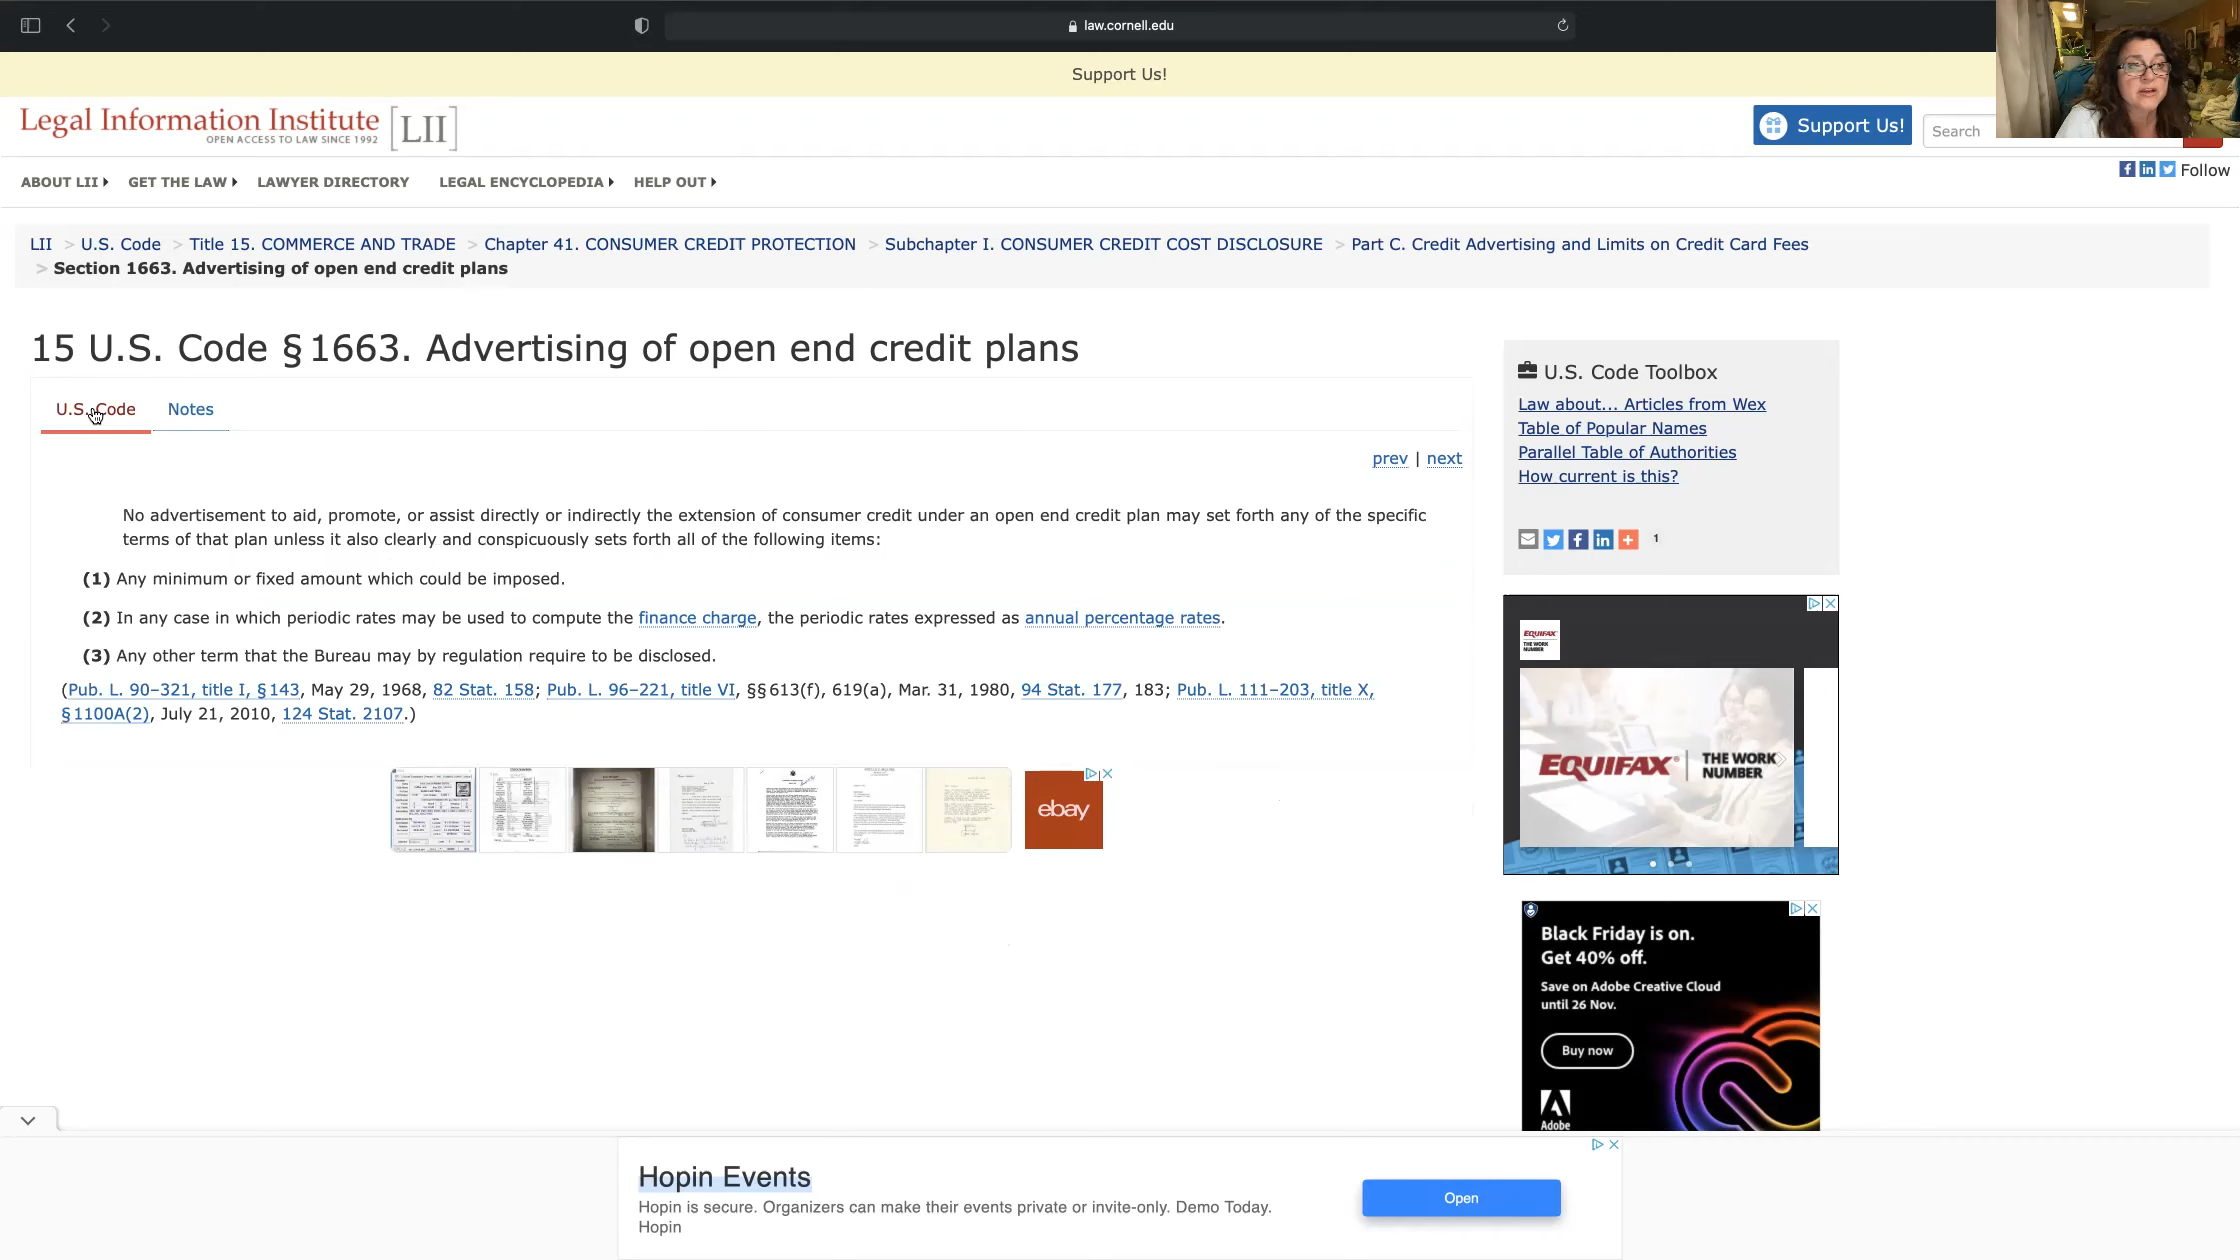 law.cornell.edu
Support Us!
Legal Information Institute [LII]
OPEN ACCESS TO LAW SINCE 1992
Support Us!
Search
ABOUT LII GET THE LAW LAWYER DIRECTORY LEGAL ENCYCLOPEDIA HELP OUT
Follow
LII > U.S. Code > Title 15. COMMERCE AND TRADE > Chapter 41. CONSUMER CREDIT PROTECTION > Subchapter I. CONSUMER CREDIT COST DISCLOSURE > Part C. Credit Advertising and Limits on Credit Card Fees
> Section 1663. Advertising of open end credit plans
15 U.S. Code § 1663. Advertising of open end credit plans
U.S. Code Notes
prev | next
No advertisement to aid, promote, or assist directly or indirectly the extension of consumer credit under an open end credit plan may set forth any of the specific
terms of that plan unless it also clearly and conspicuously sets forth all of the following items:
(1) Any minimum or fixed amount which could be imposed.
(2) In any case in which periodic rates may be used to compute the finance charge, the periodic rates expressed as annual percentage rates.
(3) Any other term that the Bureau may by regulation require to be disclosed.
(Pub. L. 90–321, title I, § 143, May 29, 1968, 82 Stat. 158; Pub. L. 96–221, title VI, §§ 613(f), 619(a), Mar. 31, 1980, 94 Stat. 177, 183; Pub. L. 111–203, title X,
§ 1100A(2), July 21, 2010, 124 Stat. 2107.)
ebay
U.S. Code Toolbox
Law about... Articles from Wex
Table of Popular Names
Parallel Table of Authorities
How current is this?
1
EQUIFAX
THE WORK
NUMBER
EQUIFAX | THE WORK
NUMBER
Black Friday is on.
Get 40% off.
Save on Adobe Creative Cloud
until 26 Nov.
Buy now
Adobe
Hopin Events
Hopin is secure. Organizers can make their events private or invite-only. Demo Today.
Hopin
Open